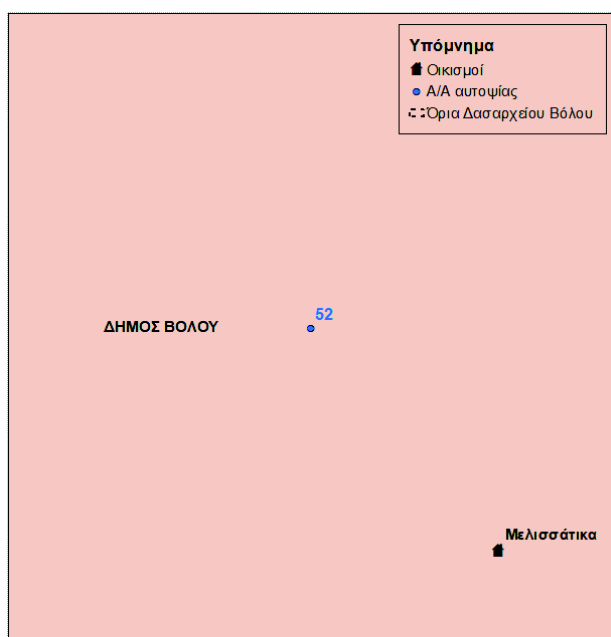 Υπόμνημα
Οικισμοί
Α/Α αυτοψίας
Όρια Δασαρχείου Βόλου
52
ΔΗΜΟΣ ΒΟΛΟΥ
Μελισσάτικα